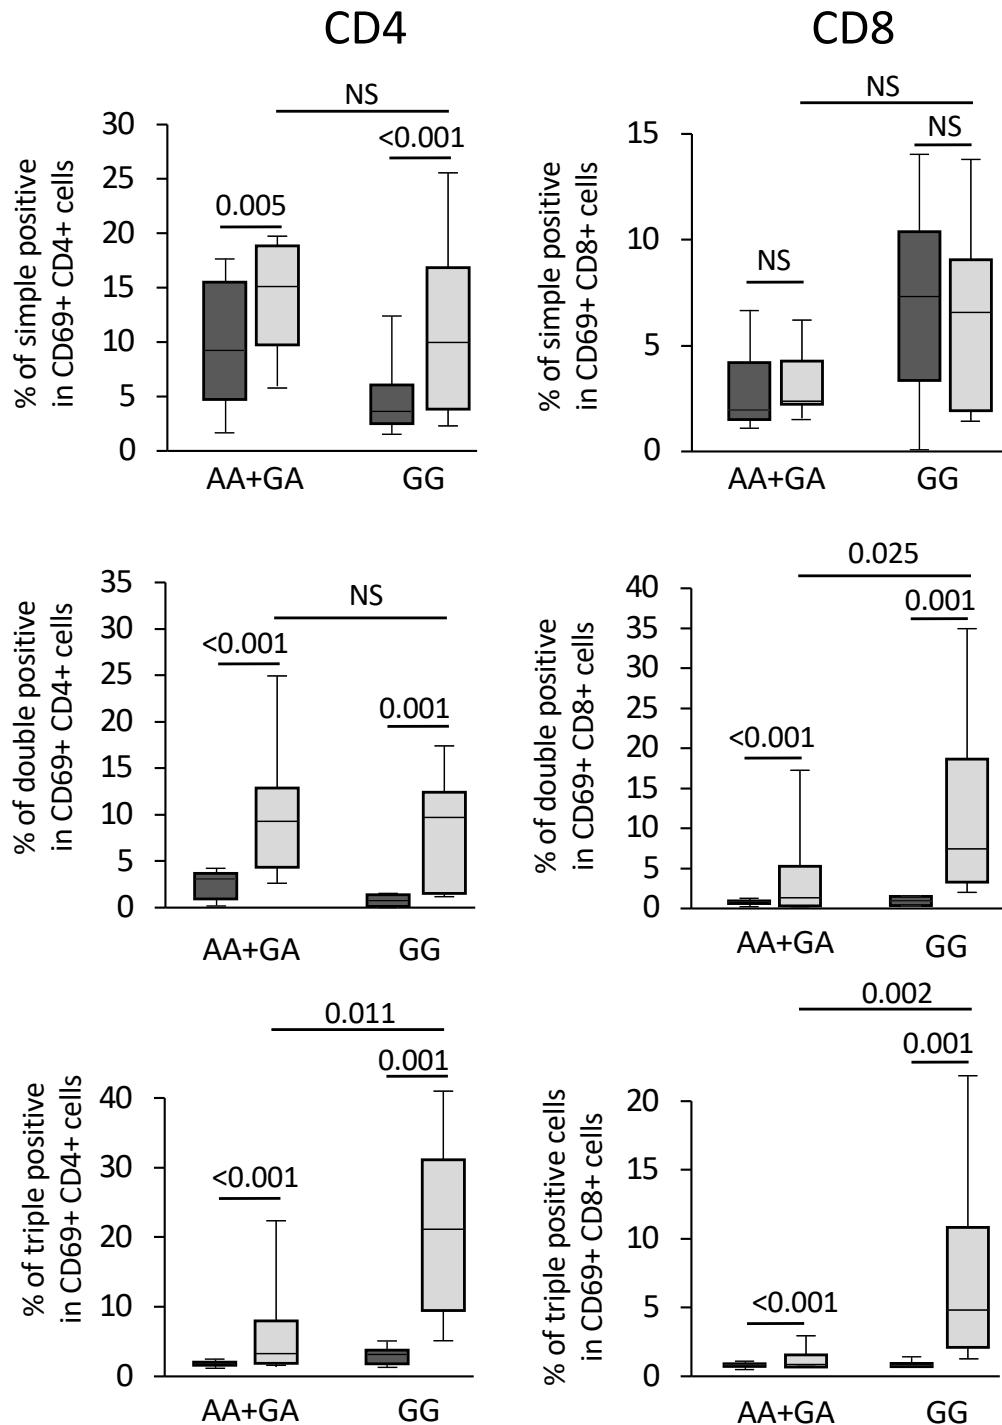 CD4
CD8
NS
<0.001
0.005
30
25
20
15
10
5
0
% of simple positive
in CD69+ CD4+ cells
AA+GA
GG
NS
NS
NS
15
10
5
0
% of simple positive
in CD69+ CD8+ cells
AA+GA
GG
NS
<0.001
0.001
35
30
25
20
15
10
5
0
% of double positive
in CD69+ CD4+ cells
AA+GA
GG
0.025
0.001
<0.001
40
35
30
25
20
15
10
5
0
% of double positive
in CD69+ CD8+ cells
AA+GA
GG
0.011
0.001
<0.001
40
30
20
10
0
% of triple positive
in CD69+ CD4+ cells
AA+GA
GG
0.002
0.001
<0.001
20
15
10
5
0
% of triple positive cells
in CD69+ CD8+ cells
AA+GA
GG